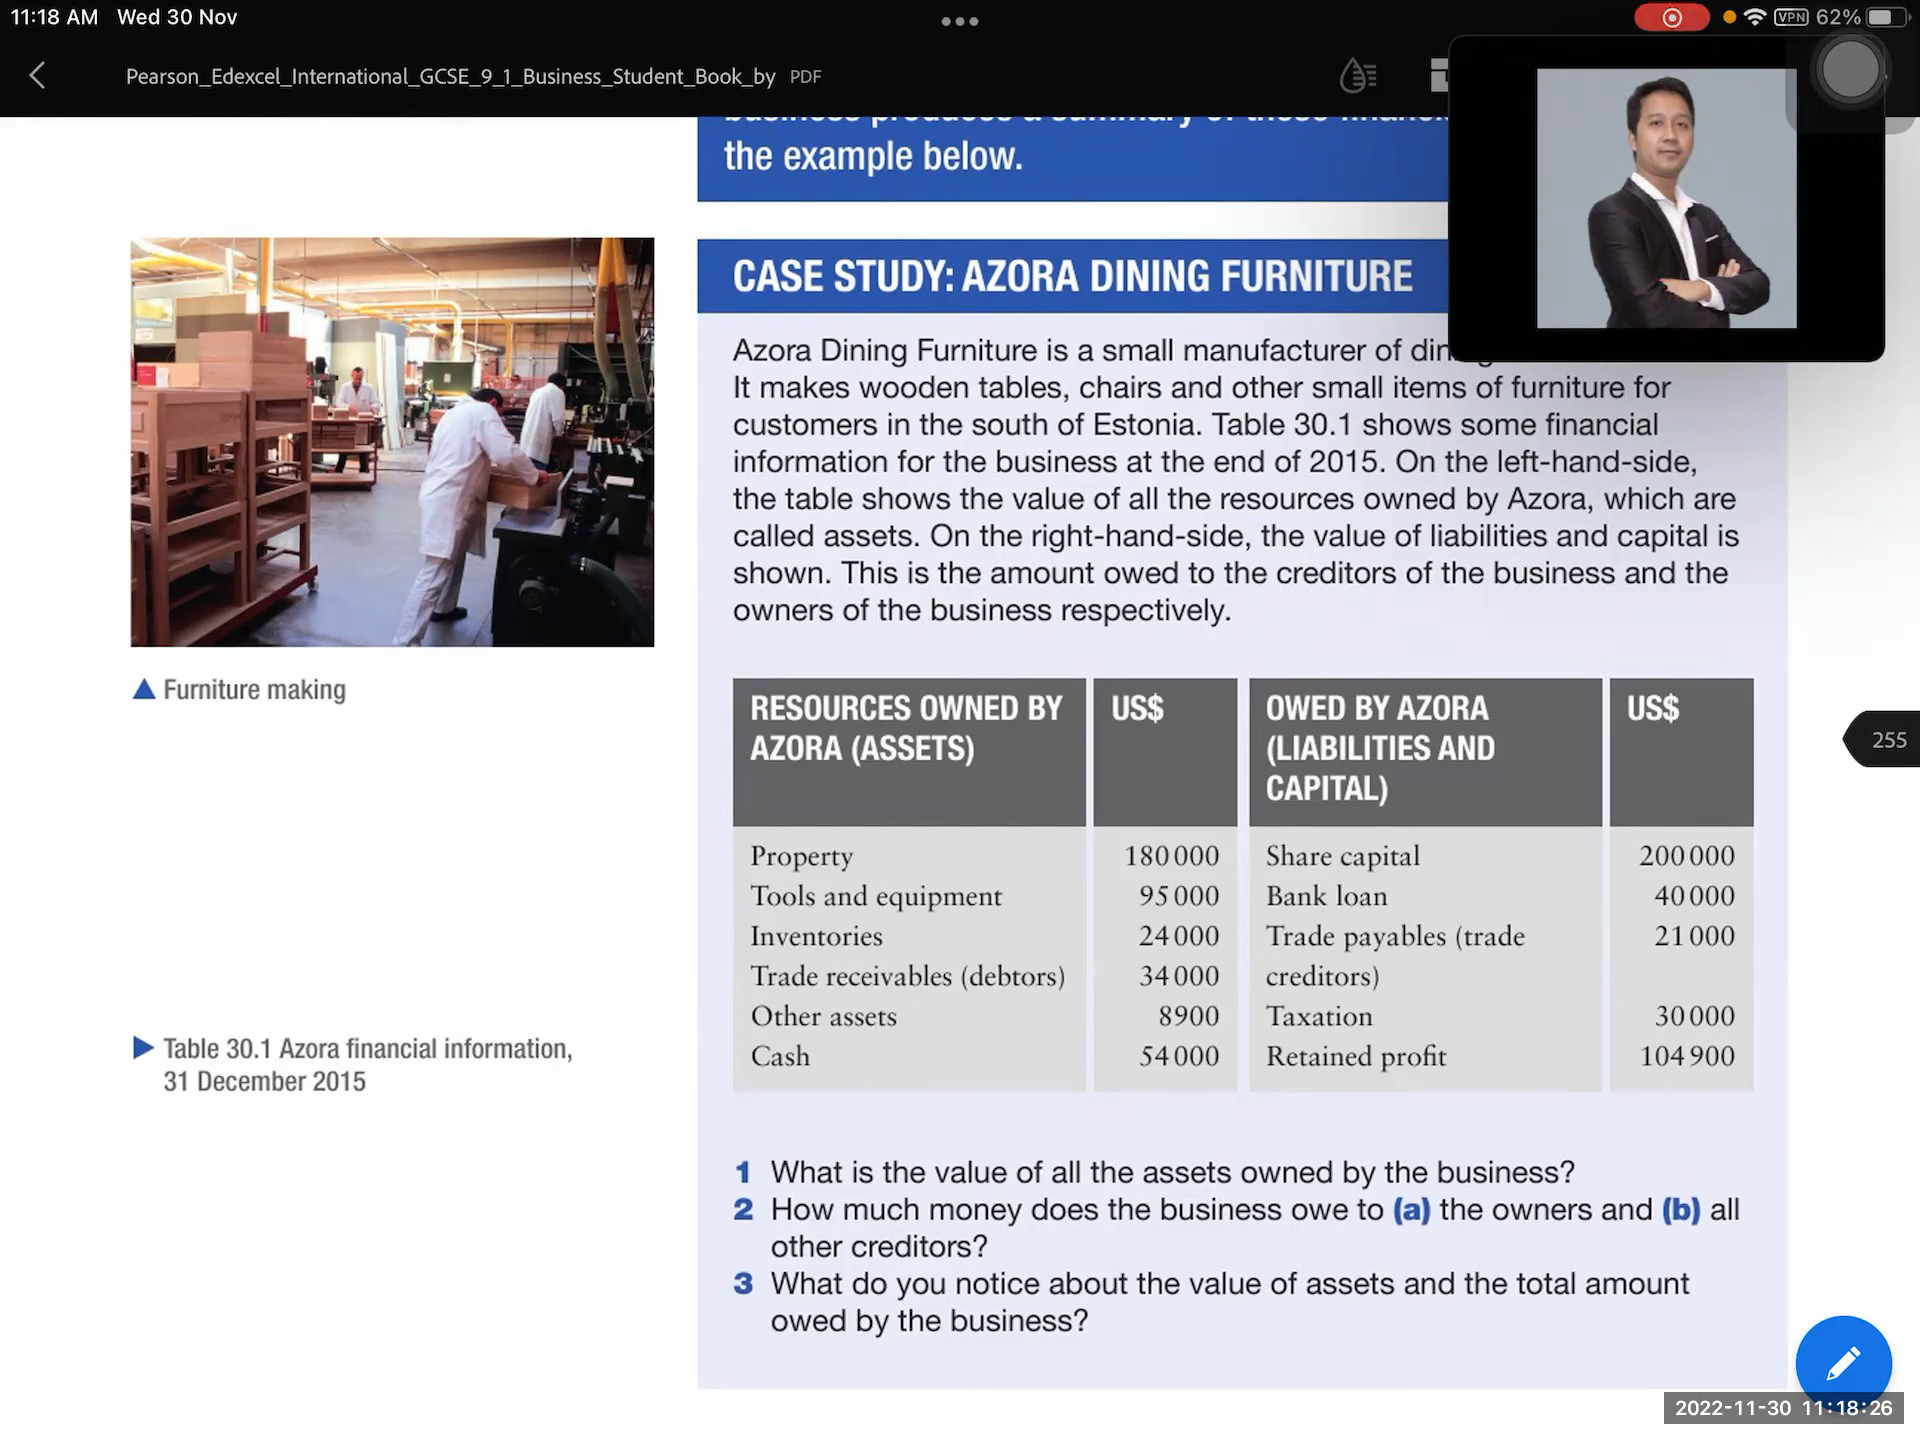 11:18 AM Wed 30 Nov
VPN 62%
Pearson_Edexcel_International_GCSE_9_1_Business_Student_Book_by PDF
business produces a summary of these financi
the example below.
CASE STUDY: AZORA DINING FURNITURE
Azora Dining Furniture is a small manufacturer of din
It makes wooden tables, chairs and other small items of furniture for
customers in the south of Estonia. Table 30.1 shows some financial
information for the business at the end of 2015. On the left-hand-side,
the table shows the value of all the resources owned by Azora, which are
called assets. On the right-hand-side, the value of liabilities and capital is
shown. This is the amount owed to the creditors of the business and the
owners of the business respectively.
▲ Furniture making
RESOURCES OWNED BY AZORA (ASSETS) US$ OWED BY AZORA (LIABILITIES AND CAPITAL) US$
Property 180 000 Share capital 200 000
Tools and equipment 95 000 Bank loan 40 000
Inventories 24 000 Trade payables (trade 21 000
Trade receivables (debtors) 34 000 creditors)
Other assets 8900 Taxation 30 000
Cash 54 000 Retained profit 104 900
255
▶ Table 30.1 Azora financial information,
31 December 2015
1 What is the value of all the assets owned by the business?
2 How much money does the business owe to (a) the owners and (b) all
other creditors?
3 What do you notice about the value of assets and the total amount
owed by the business?
2022-11-30 11:18:26